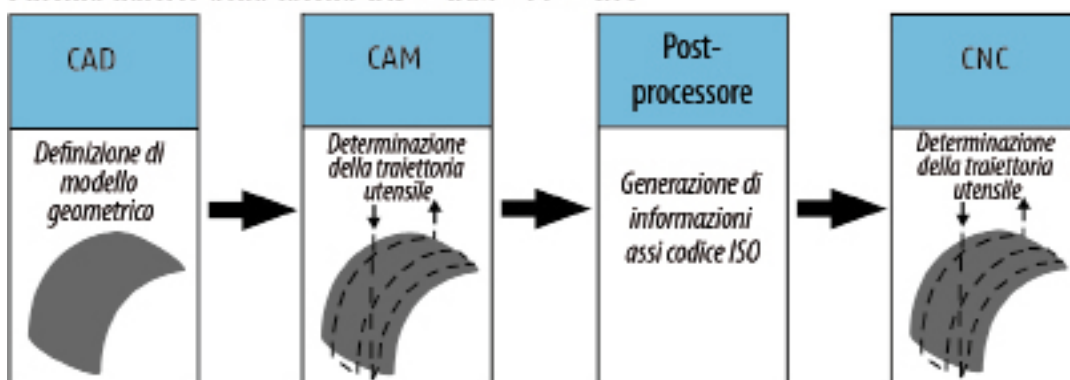 CAD
Definizione di
modello
geometrico
CAM
Determinazione
della traiettoria
utensile
Post-
processore
Generazione di
informazioni
assi codice ISO
CNC
Determinazione
della traiettoria
utensile